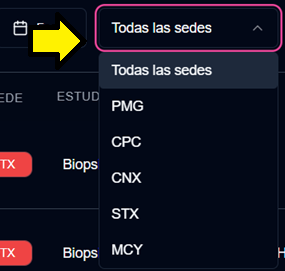 Todas las sedes
Todas las sedes
EDE ESTUD
PMG
CPC
CNX
TX Biops
STX
MCY
TX Biops H